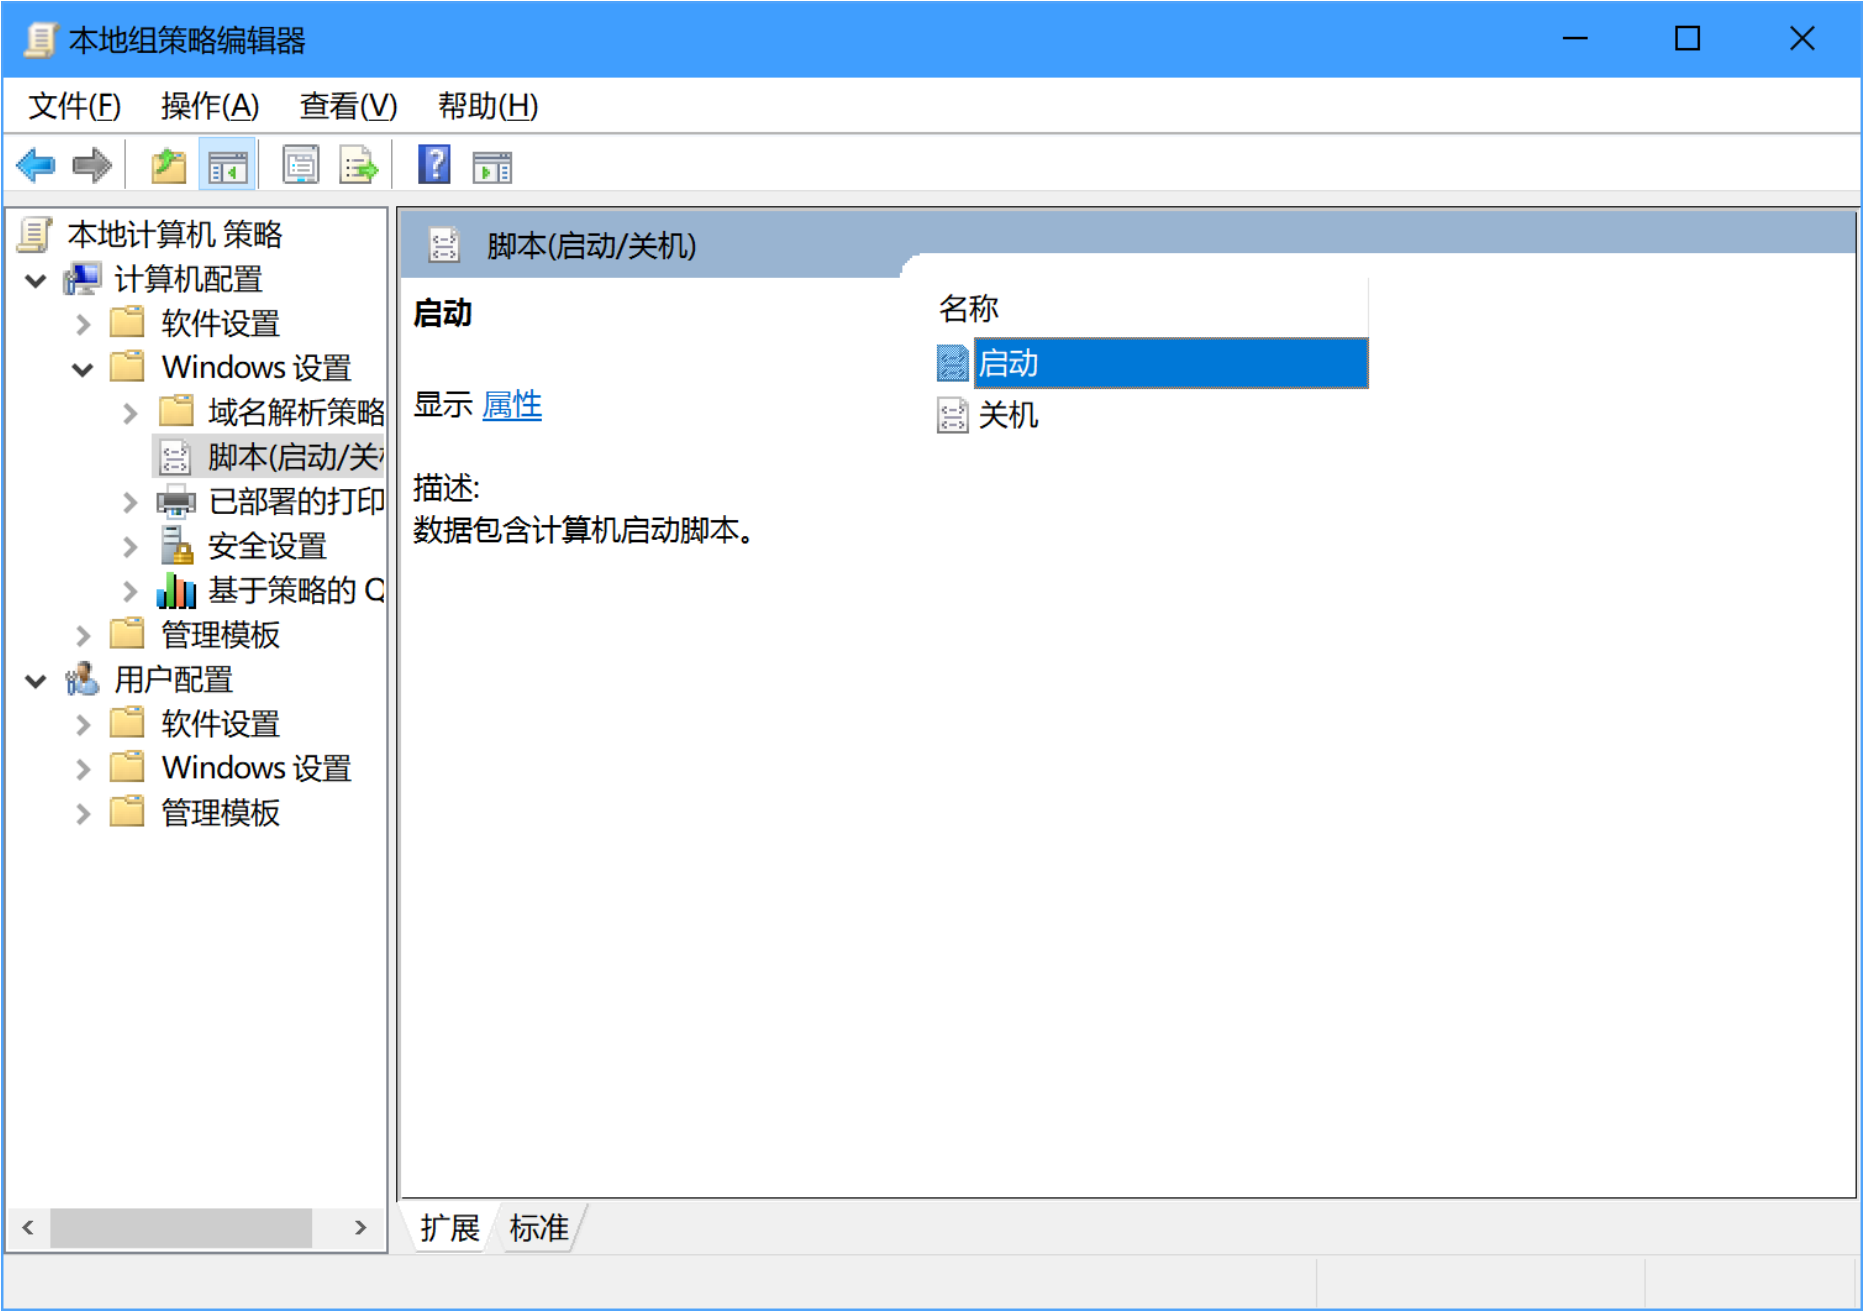 本地组策略编辑器
文件(F) 操作(A) 查看(V) 帮助(H)
本地计算机 策略
计算机配置
软件设置
Windows 设置
域名解析策略
脚本(启动/关
已部署的打印
安全设置
基于策略的 Q
管理模板
用户配置
软件设置
Windows 设置
管理模板
脚本(启动/关机)
启动
显示 属性
描述:
数据包含计算机启动脚本。
名称
启动
关机
扩展 标准